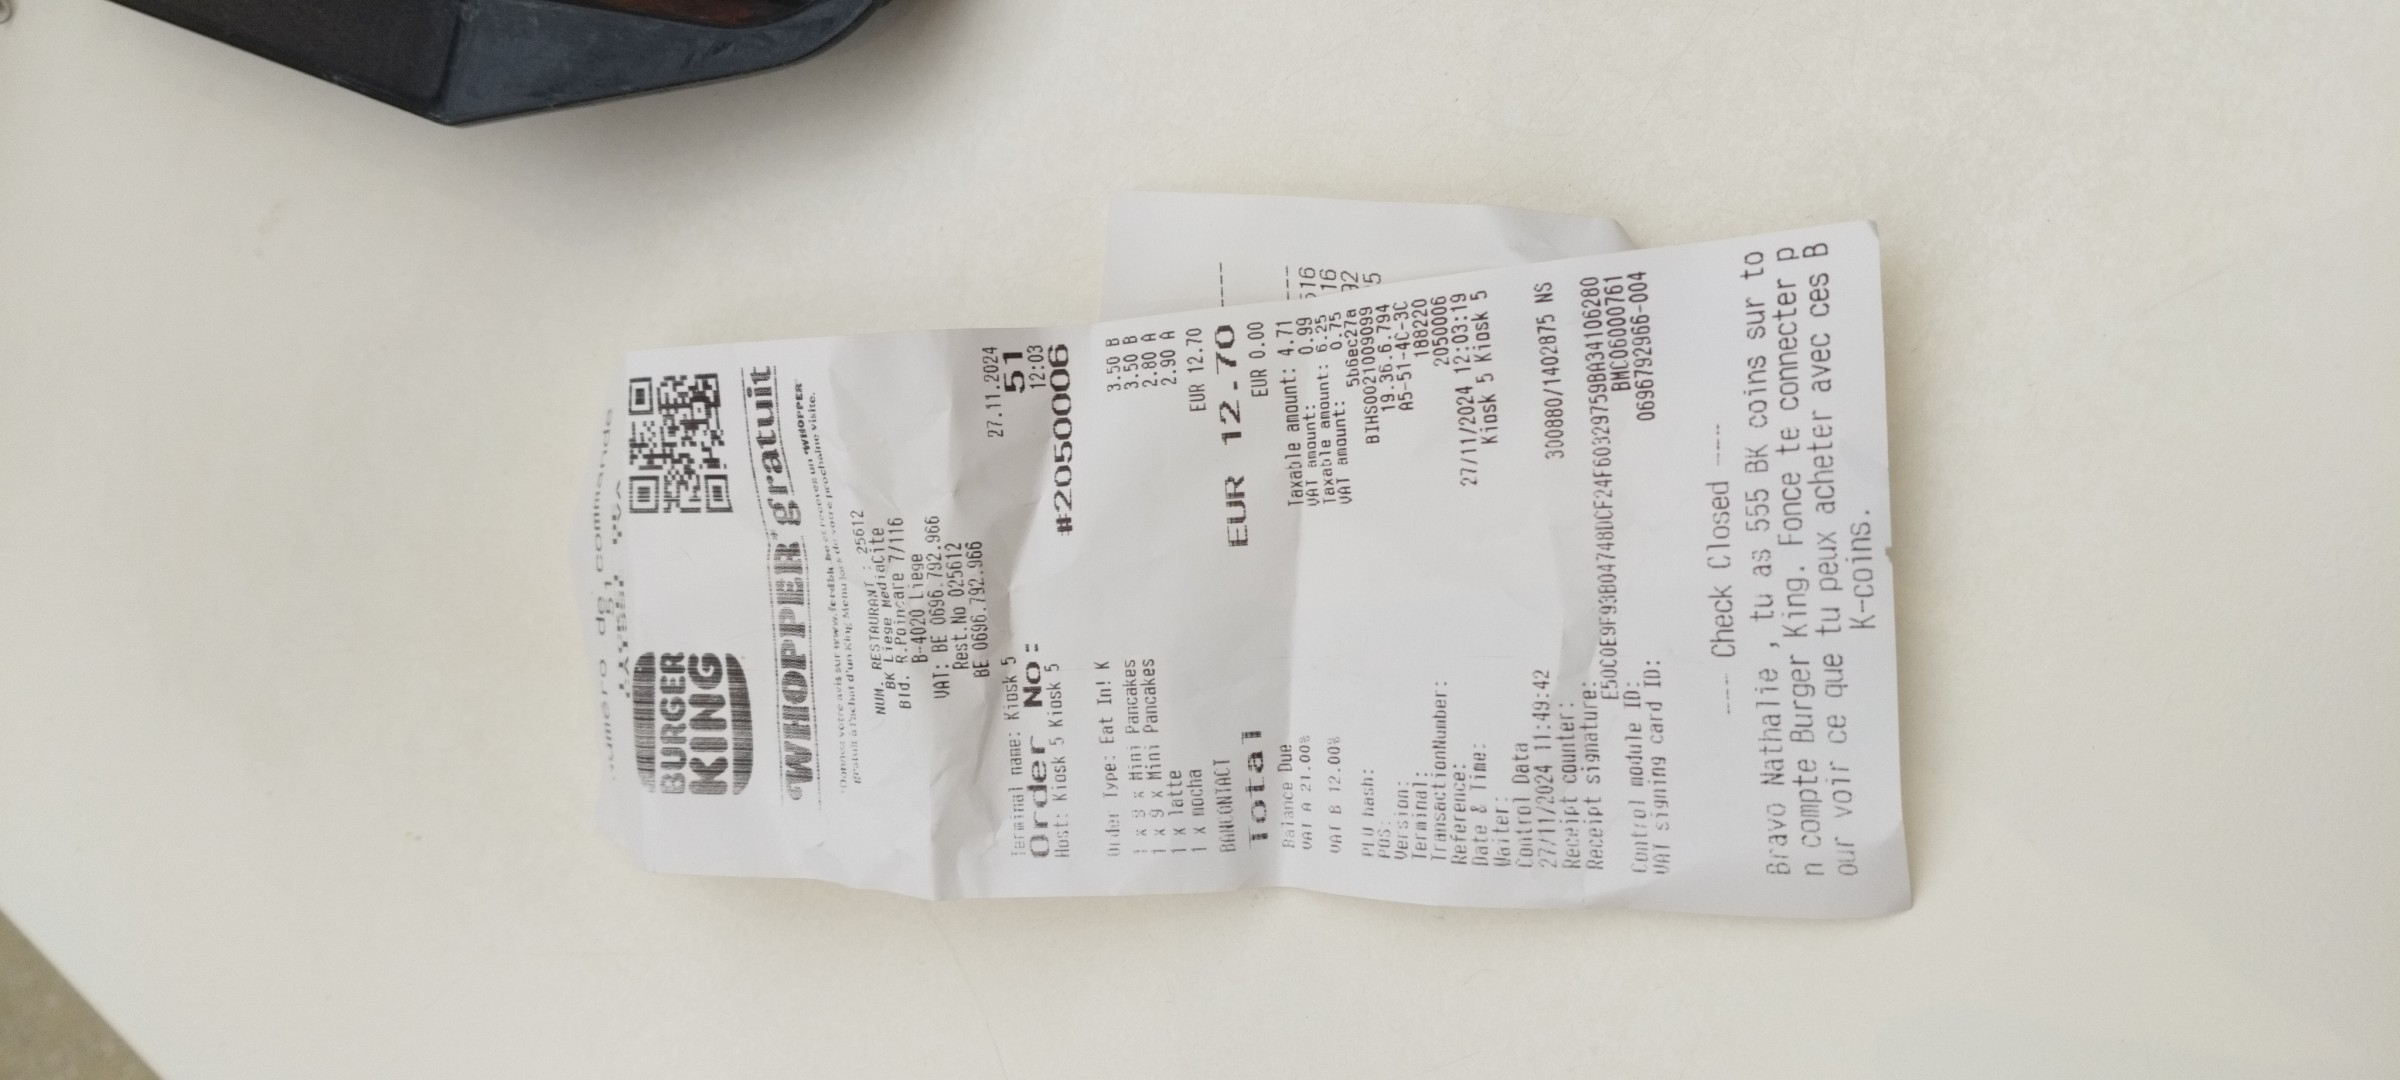 numéro de commande
BURGER
KING
WHOPPER gratuit
NUM. RESTAURANT : 25612
BK Liege MediaCite
Bld. R.Poincare 7/116
B-4020 Liege
VAT: BE 0696.792.966
Rest.No 025612
BE 0696.792.966
27.11.2024
Terminal name: Kiosk 5 51
Order No: 12:03
Host: Kiosk 5 Kiosk 5 #2050006
Order Type: Eat In! K
1 x 9 x Mini Pancakes 3.50 B
1 x 9 x Mini Pancakes 3.50 B
1 x latte 2.80 A
1 x mocha 2.90 A
BANCONTACT EUR 12.70
Total EUR 12.70
Balance Due EUR 0.00
VAT A 21.00% Taxable amount: 4.71
VAT amount: 0.99
VAT B 12.00% Taxable amount: 6.25
VAT amount: 0.75
PLU hash: 5b6ec27a
POS: BIHS0021009099
Version: 19.36.6.794
Terminal: A5-51-4C-3C
TransactionNumber: 188220
Reference: 2050006
Date & Time: 27/11/2024 12:03:19
Waiter: Kiosk 5 Kiosk 5
Control Data
27/11/2024 11:49:42
Receipt counter: 300880/1402875 NS
Receipt signature:
E50C0E9F93B0474BDCF24F60329759BA34106280
Control module ID: BMC06000761
VAT signing card ID: 069679296​6-004
--- Check Closed ---
Bravo Nathalie , tu as 555 BK coins sur to
n compte Burger King. Fonce te connecter p
our voir ce que tu peux acheter avec ces B
K-coins.